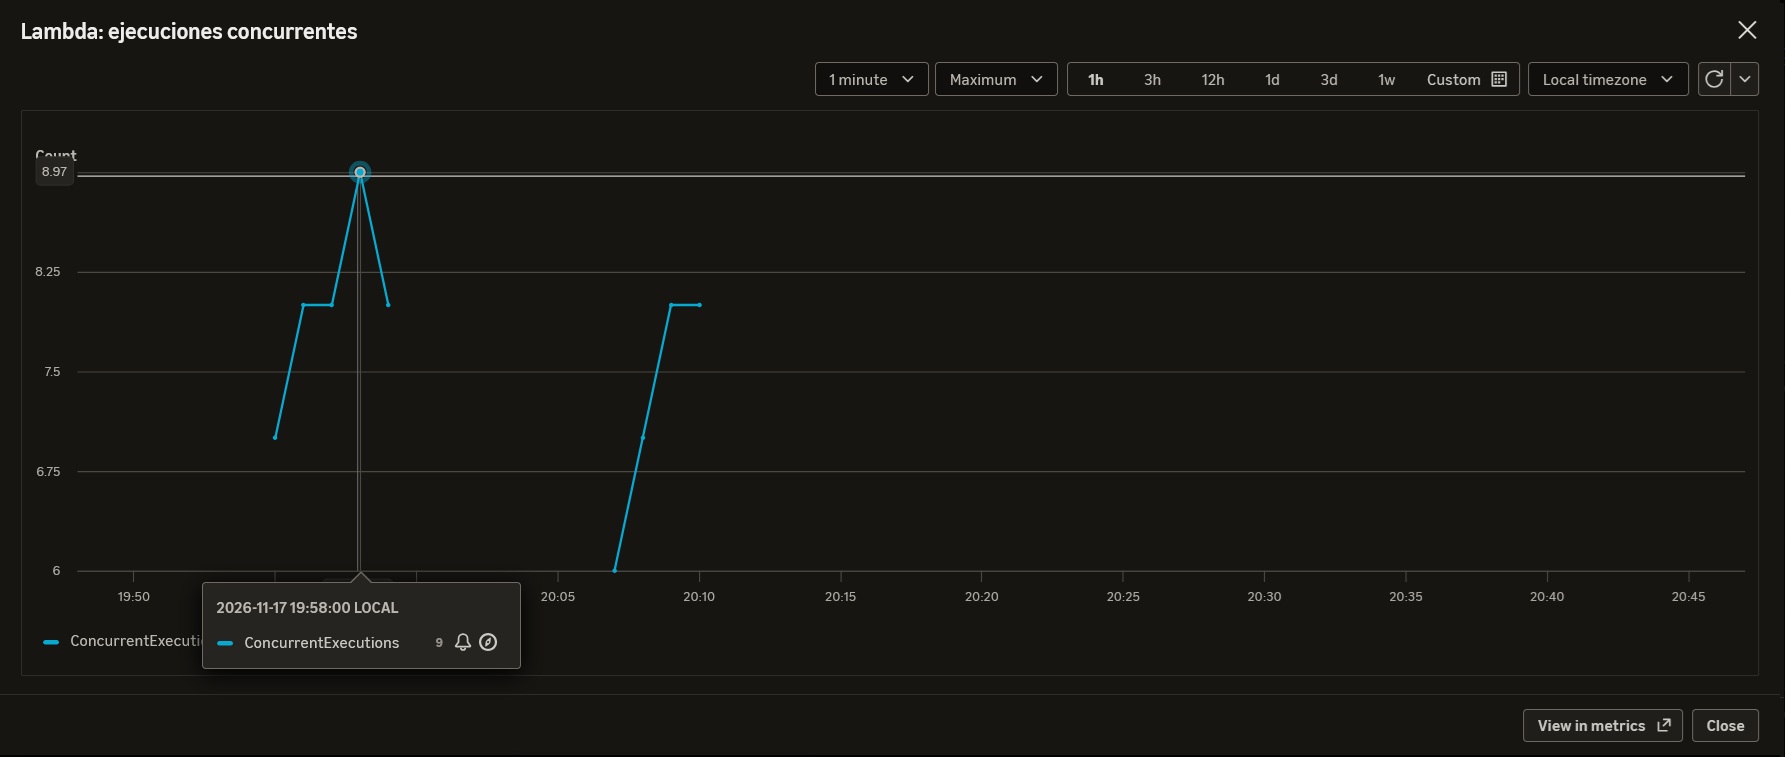 Lambda: ejecuciones concurrentes
1 minute
Maximum
1h 3h 12h 1d 3d 1w Custom
Local timezone
Count
8.97
8.25
7.5
6.75
6
19:50 20:05 20:10 20:15 20:20 20:25 20:30 20:35 20:40 20:45
2026-11-17 19:58:00 LOCAL
ConcurrentExecuti
ConcurrentExecutions 9
View in metrics
Close